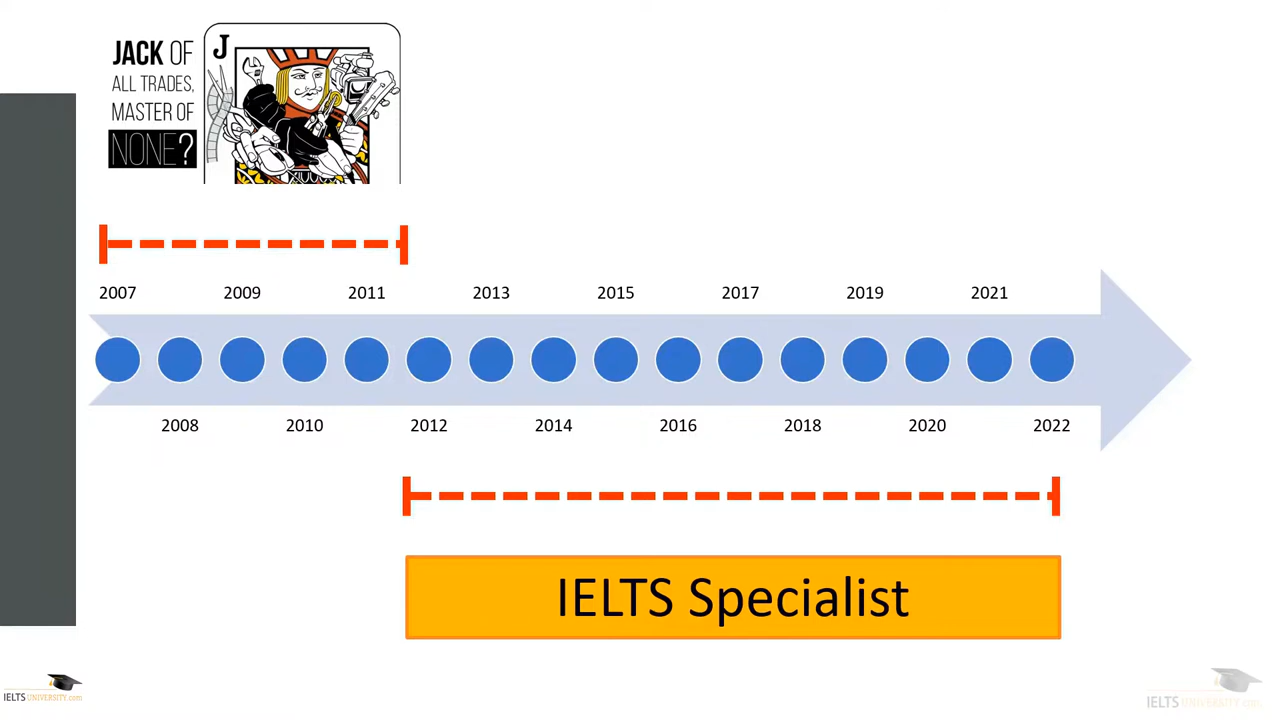 JACK OF
ALL TRADES,
MASTER OF
NONE?
J
2007 2009 2011 2013 2015 2017 2019 2021
2008 2010 2012 2014 2016 2018 2020 2022
IELTS Specialist
IELTS UNIVERSITY.com
IELTS UNIVERSITY.com